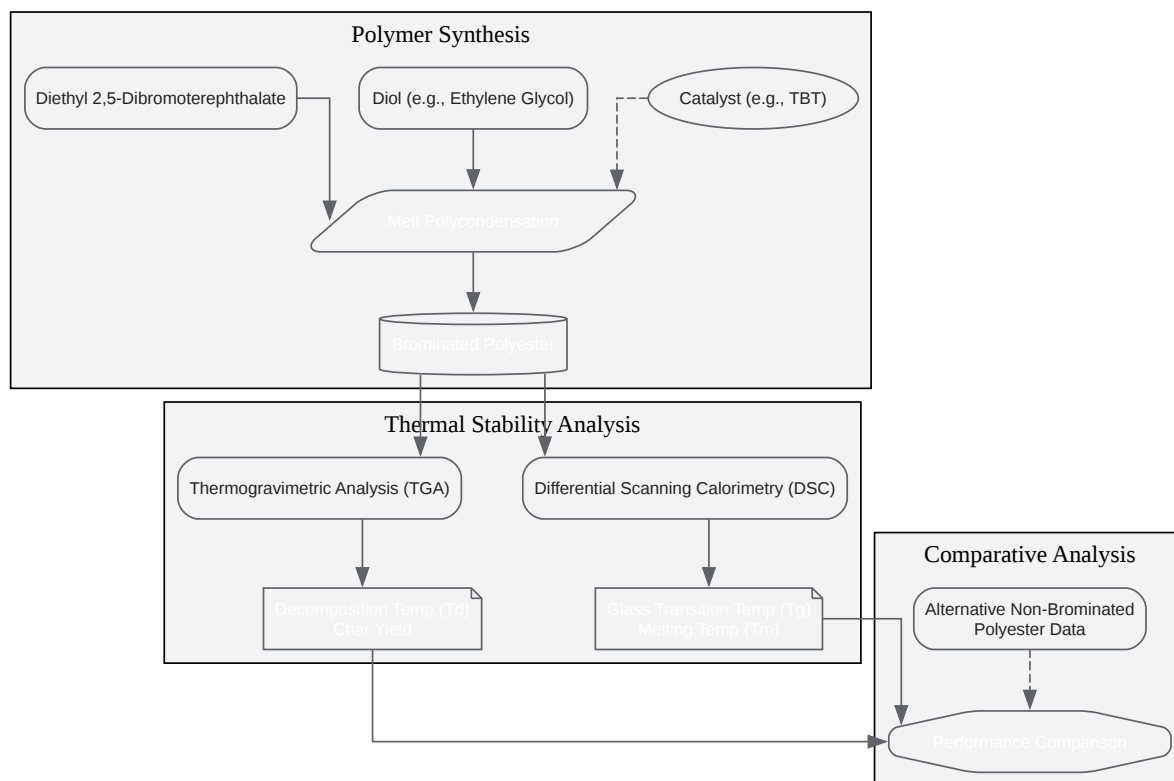 Polymer Synthesis
Diethyl 2,5-Dibromoterephthalate
Diol (e.g., Ethylene Glycol)
Catalyst (e.g., TBT)
Melt Polycondensation
Brominated Polyester
Thermal Stability Analysis
Thermogravimetric Analysis (TGA)
Differential Scanning Calorimetry (DSC)
Decomposition Temp (Td)
Char Yield
Glass Transition Temp (Tg)
Melting Temp (Tm)
Comparative Analysis
Alternative Non-Brominated
Polyester Data
Performance Comparison